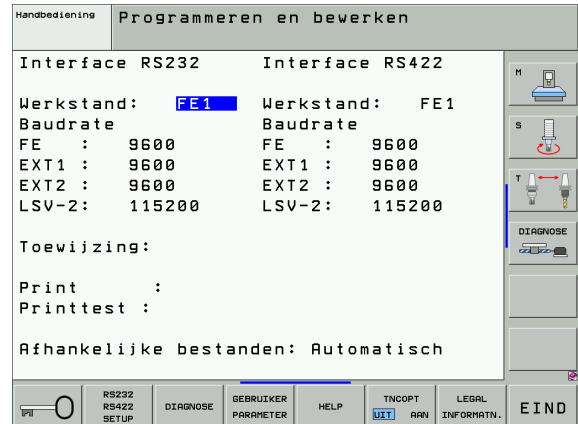 Handbediening
Programmeren en bewerken
Interface RS232 Interface RS422
Werkstand: FE1 Werkstand: FE1
Baudrate Baudrate
FE : 9600 FE : 9600
EXT1 : 9600 EXT1 : 9600
EXT2 : 9600 EXT2 : 9600
LSV-2: 115200 LSV-2: 115200
Toewijzing:
Print :
Printtest :
Afhankelijke bestanden: Automatisch
M
S
T
DIAGNOSE
RS232
RS422
SETUP
DIAGNOSE
GEBRUIKER
PARAMETER
HELP
TNCOPT
UIT AAN
LEGAL
INFORMATN.
EIND